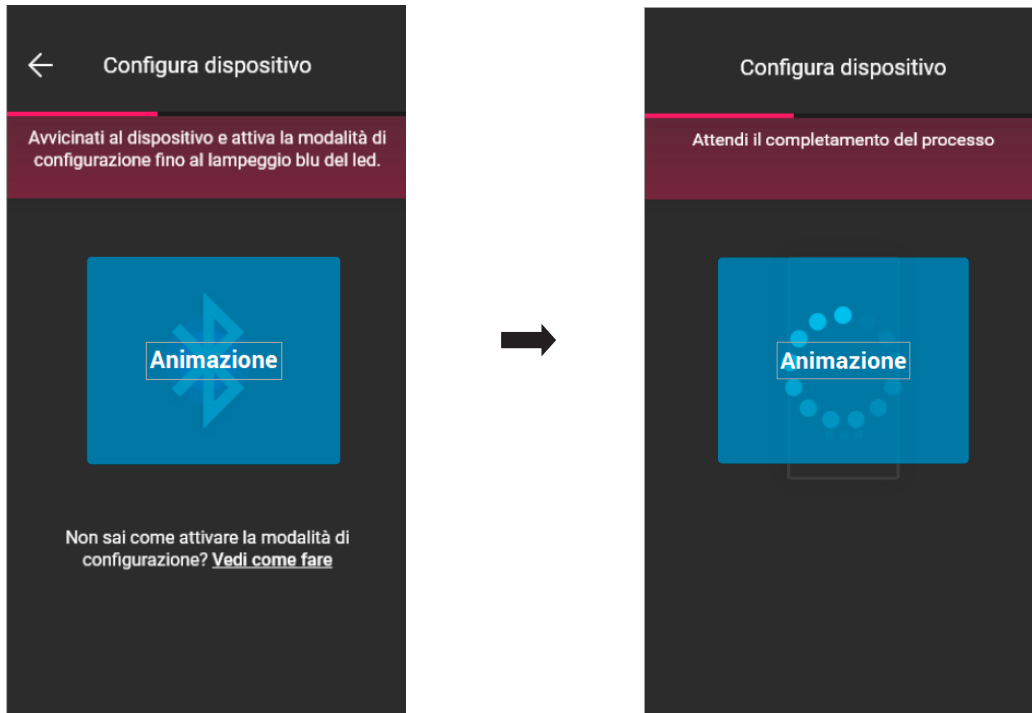 Configura dispositivo
Avvicinati al dispositivo e attiva la modalità di
configurazione fino al lampeggio blu del led.
Animazione
Non sai come attivare la modalità di
configurazione? Vedi come fare
Configura dispositivo
Attendi il completamento del processo
Animazione